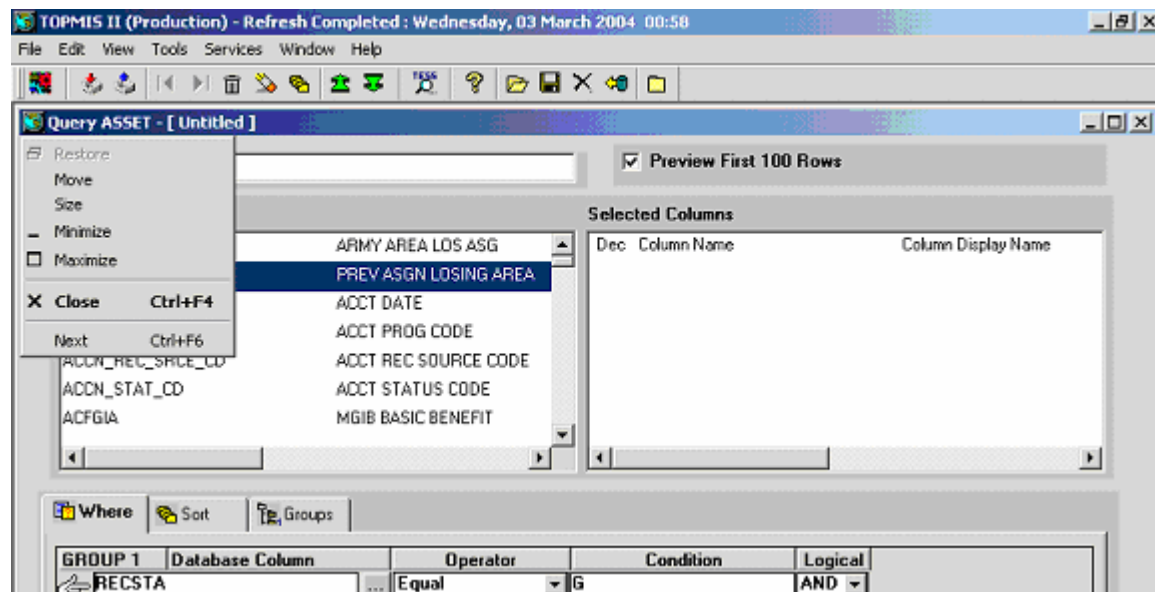 TOPMIS II (Production) - Refresh Completed : Wednesday, 03 March 2004 00:58
File Edit View Tools Services Window Help
Query ASSET - [ Untitled ]
Restore
Move
Size
Minimize
Maximize
Close Ctrl+F4
Next Ctrl+F6
Preview First 100 Rows
ARMY AREA LOS ASG
PREV ASGN LOSING AREA
ACCT DATE
ACCT PROG CODE
ACCN_REC_SRCE_CD ACCT REC SOURCE CODE
ACCN_STAT_CD ACCT STATUS CODE
ACFGIA MGIB BASIC BENEFIT
Selected Columns
Dec Column Name Column Display Name
Where Sort Groups
GROUP 1 Database Column Operator Condition Logical
RECSTA ... Equal G AND